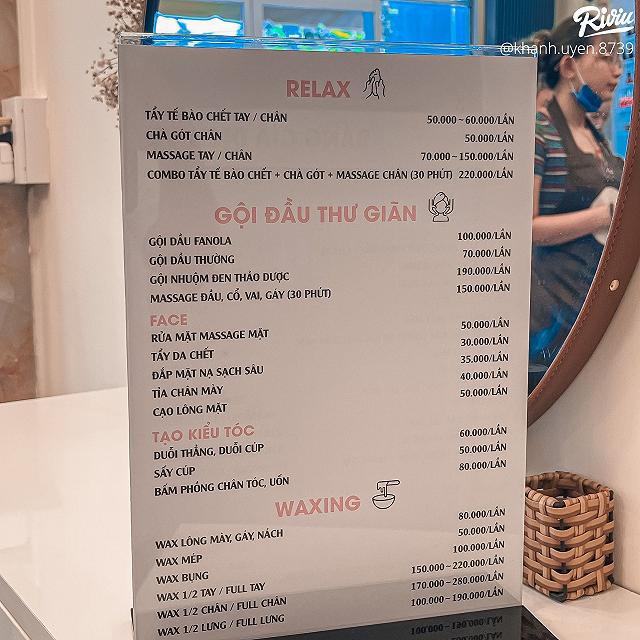 Riviu
@khanh.uyen.8739
RELAX
TẨY TẾ BÀO CHẾT TAY / CHÂN 50.000~60.000/LẦN
CHÀ GÓT CHÂN 50.000/LẦN
MASSAGE TAY / CHÂN 70.000~150.000/LẦN
COMBO TẨY TẾ BÀO CHẾT + CHÀ GÓT + MASSAGE CHÂN (30 PHÚT) 220.000/LẦN
GỘI ĐẦU THƯ GIÃN
GỘI ĐẦU FANOLA 100.000/LẦN
GỘI ĐẦU THƯỜNG 70.000/LẦN
GỘI NHUỘM ĐEN THẢO DƯỢC 190.000/LẦN
MASSAGE ĐẦU, CỔ, VAI, GÁY (30 PHÚT) 150.000/LẦN
FACE
RỬA MẶT MASSAGE MẶT 50.000/LẦN
TẨY DA CHẾT 30.000/LẦN
ĐẮP MẶT NẠ SẠCH SÂU 35.000/LẦN
TỈA CHÂN MÀY 40.000/LẦN
CẠO LÔNG MẶT 50.000/LẦN
TẠO KIỂU TÓC
DUỖI THẲNG, DUỖI CÚP 60.000/LẦN
SẤY CÚP 50.000/LẦN
BẤM PHỒNG CHÂN TÓC, UỐN 80.000/LẦN
WAXING
WAX LÔNG MÀY, GÁY, NÁCH 80.000/LẦN
WAX MÉP 50.000/LẦN
WAX BỤNG 100.000/LẦN
WAX 1/2 TAY / FULL TAY 150.000~220.000/LẦN
WAX 1/2 CHÂN / FULL CHÂN 170.000~280.000/LẦN
WAX 1/2 LƯNG / FULL LƯNG 100.000~190.000/LẦN